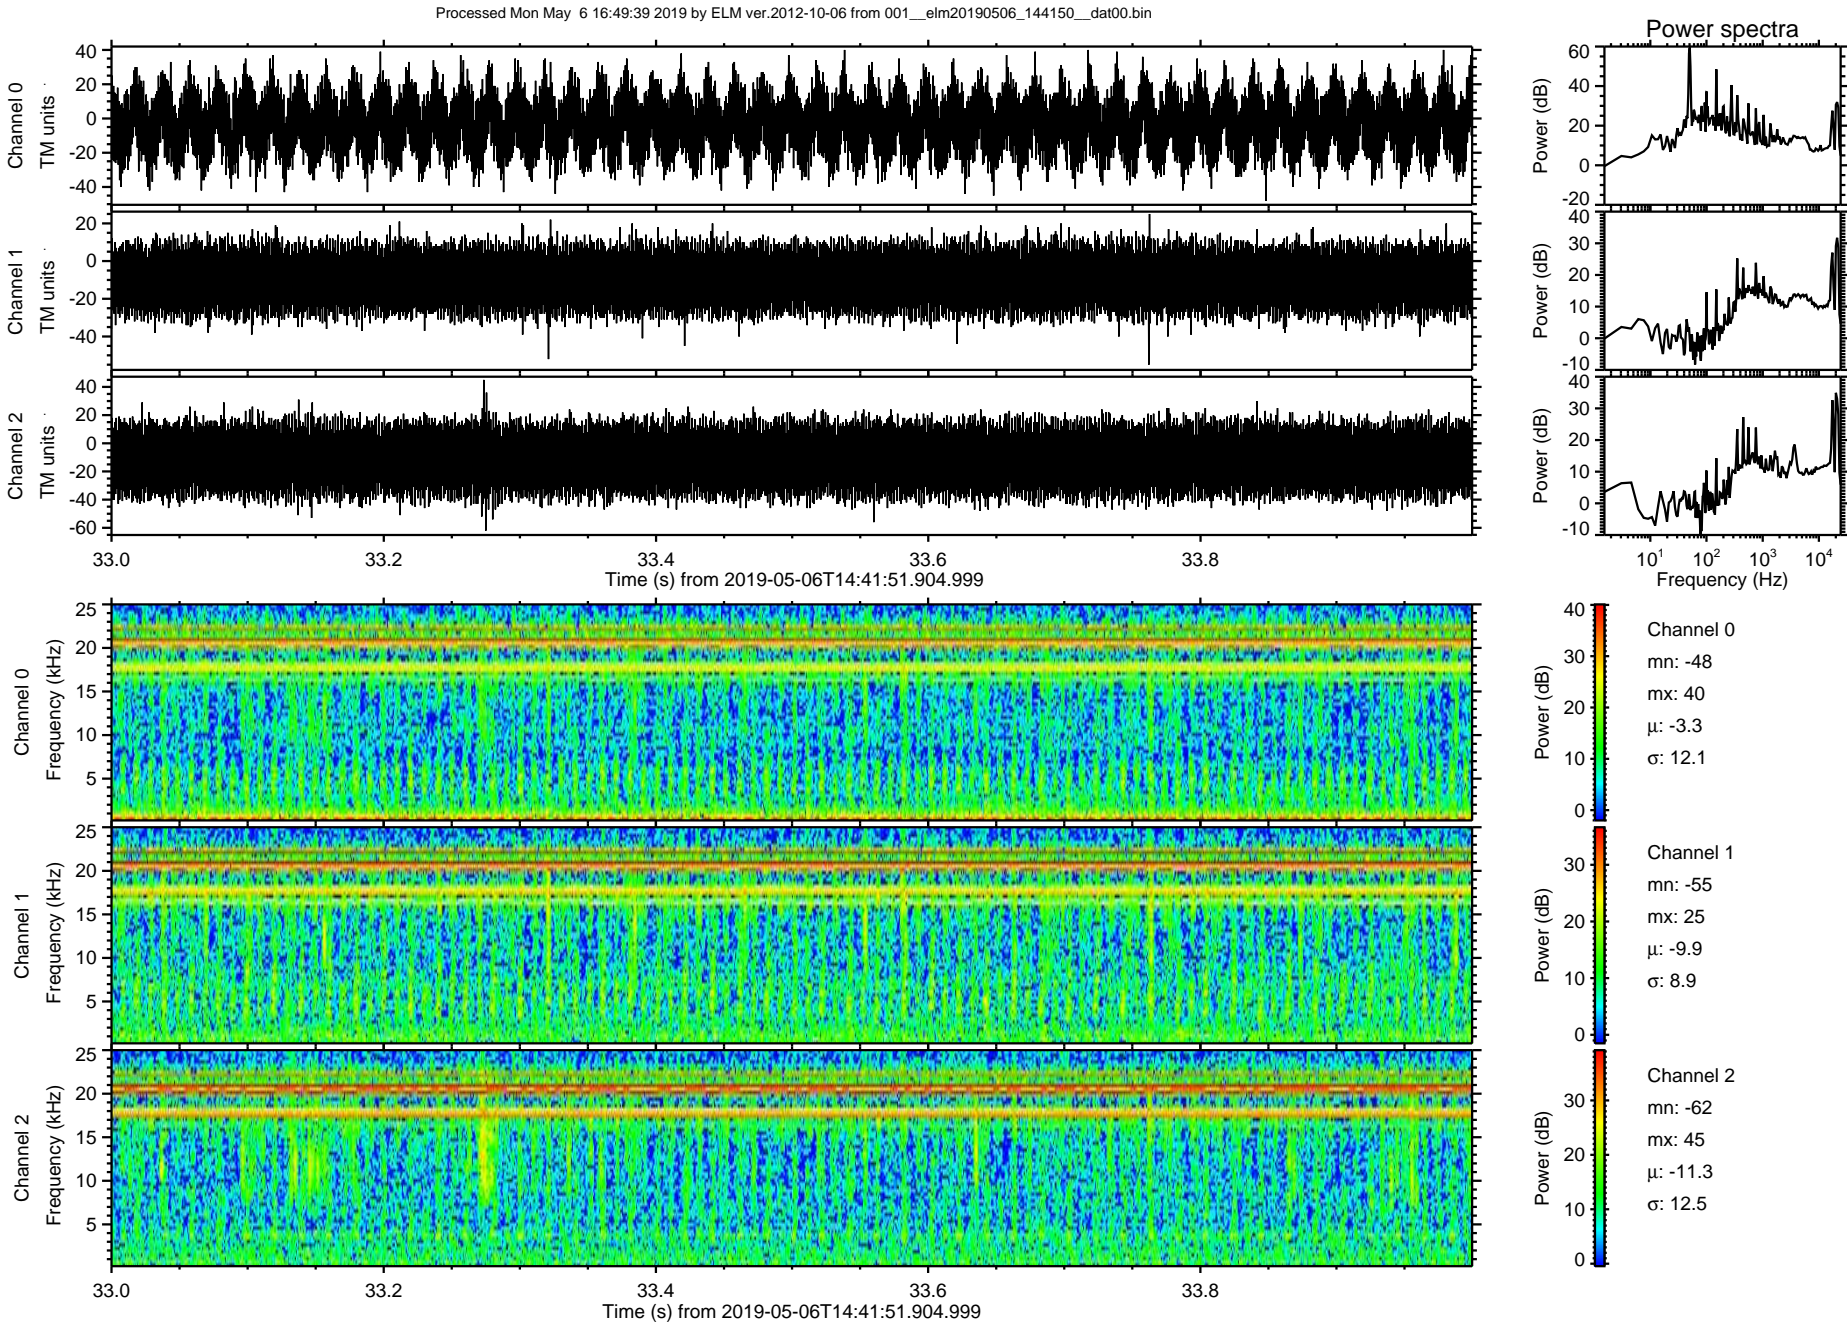 Processed Mon May  6 16:49:39 2019 by ELM ver.2012-10-06 from 001__elm20190506_144150__dat00.bin
Power spectra
Channel 0
TM units
40
20
0
-20
-40
Power (dB)
60
40
20
0
-20
Channel 1
TM units
20
0
-20
-40
Power (dB)
40
30
20
10
0
-10
Channel 2
TM units
40
20
0
-20
-40
-60
Power (dB)
40
30
20
10
0
-10
33.0 33.2 33.4 33.6 33.8
Time (s) from 2019-05-06T14:41:51.904.999
10¹ 10² 10³ 10⁴
Frequency (Hz)
Channel 0
Frequency (kHz)
25
20
15
10
5
Power (dB)
40
30
20
10
0
Channel 0
mn: -48
mx: 40
μ: -3.3
σ: 12.1
Channel 1
Frequency (kHz)
25
20
15
10
5
Power (dB)
30
20
10
0
Channel 1
mn: -55
mx: 25
μ: -9.9
σ: 8.9
Channel 2
Frequency (kHz)
25
20
15
10
5
Power (dB)
30
20
10
0
Channel 2
mn: -62
mx: 45
μ: -11.3
σ: 12.5
33.0 33.2 33.4 33.6 33.8
Time (s) from 2019-05-06T14:41:51.904.999